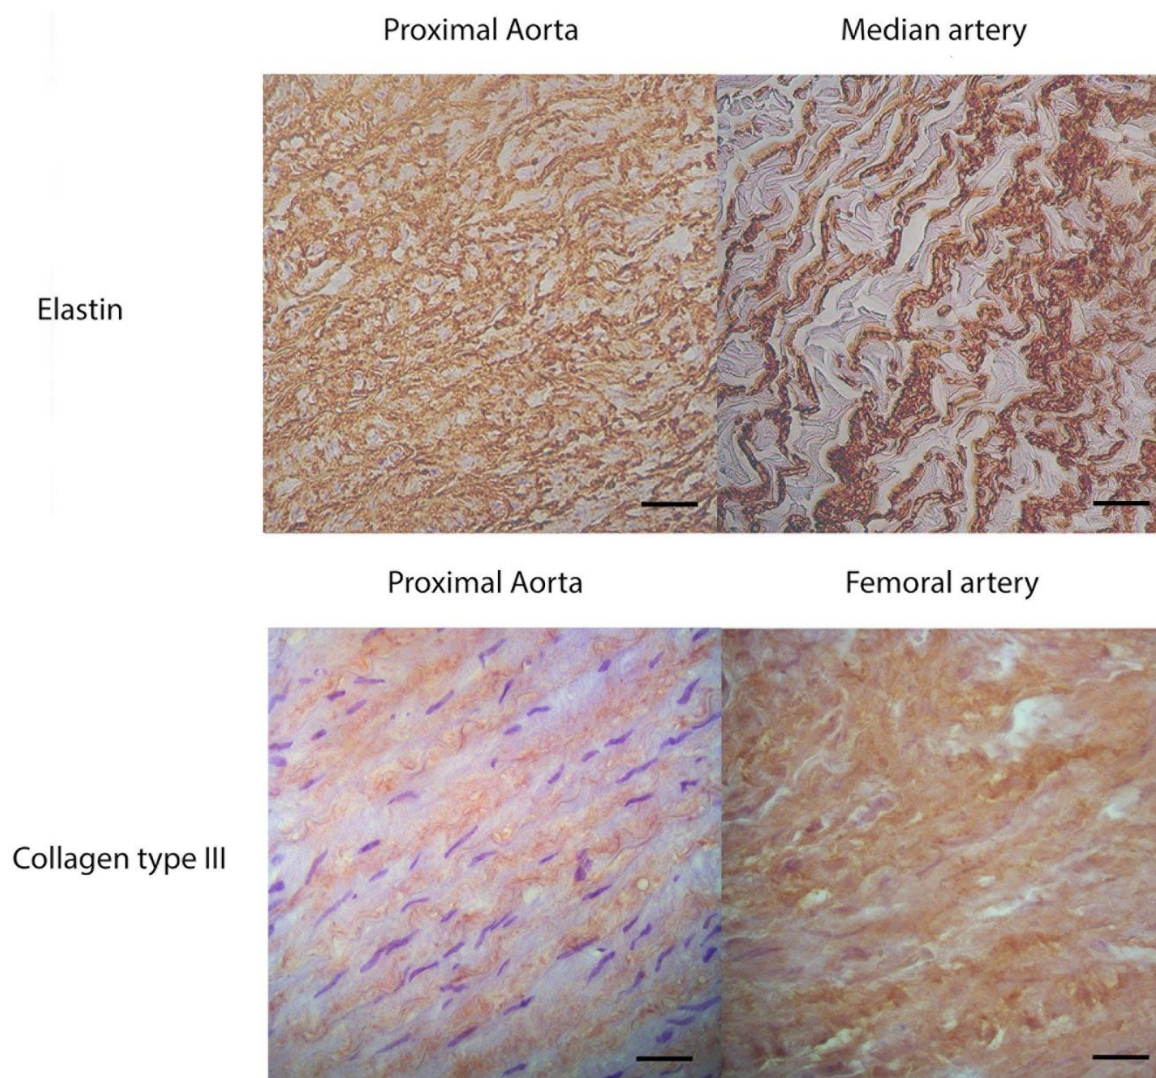 Proximal Aorta
Median artery
Elastin
Proximal Aorta
Femoral artery
Collagen type III